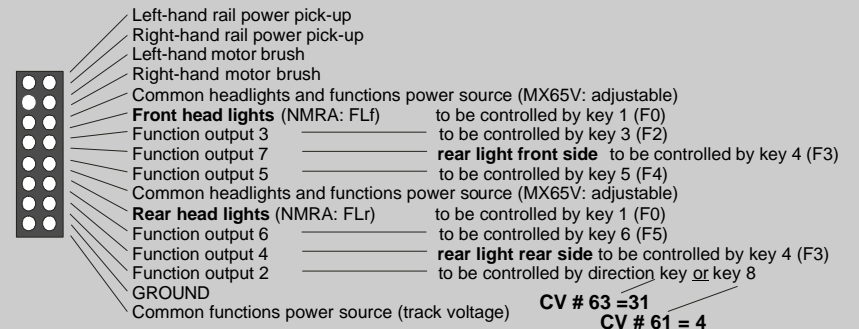 Left-hand rail power pick-up
Right-hand rail power pick-up
Left-hand motor brush
Right-hand motor brush
Common headlights and functions power source (MX65V: adjustable)
Front head lights (NMRA: FLf) to be controlled by key 1 (F0)
Function output 3 to be controlled by key 3 (F2)
Function output 7 rear light front side to be controlled by key 4 (F3)
Function output 5 to be controlled by key 5 (F4)
Common headlights and functions power source (MX65V: adjustable)
Rear head lights (NMRA: FLr) to be controlled by key 1 (F0)
Function output 6 to be controlled by key 6 (F5)
Function output 4 rear light rear side to be controlled by key 4 (F3)
Function output 2 to be controlled by direction key or key 8
GROUND
CV # 63 =31
Common functions power source (track voltage)
CV # 61 = 4